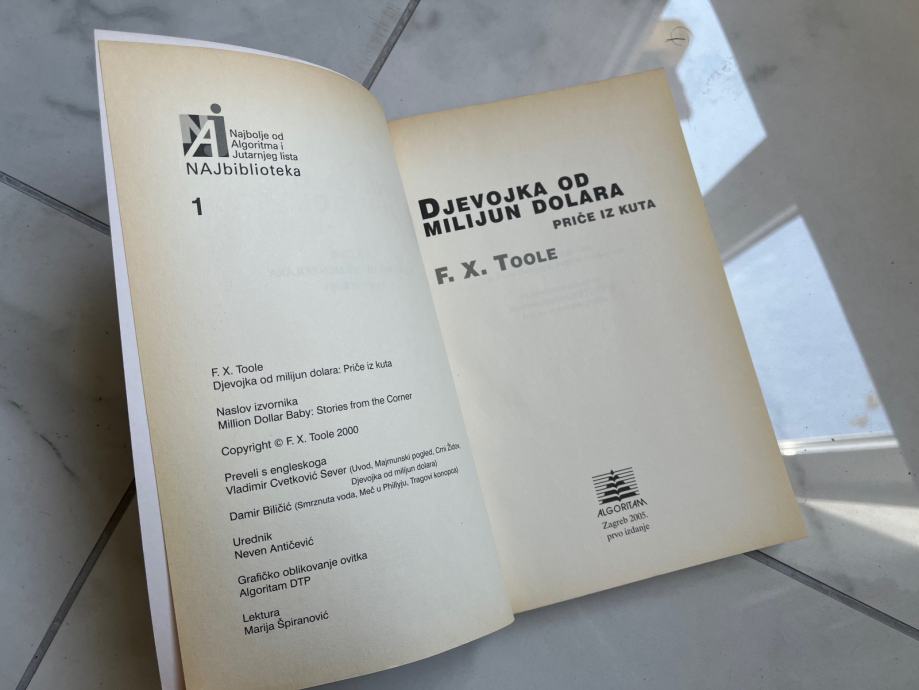 NAJ
Najbolje od
Algoritma i
Jutarnjeg lista
NAJbiblioteka
1
F. X. Toole
Djevojka od milijun dolara: Priče iz kuta
Naslov izvornika
Million Dollar Baby: Stories from the Corner
Copyright © F. X. Toole 2000
Preveli s engleskoga
Vladimir Cvetković Sever (Uvod, Majmunski pogled, Crni Židov,
Djevojka od milijun dolara)
Damir Biličić (Smrznuta voda, Meč u Phillyju, Tragovi konopca)
Urednik
Neven Antičević
Grafičko oblikovanje ovitka
Algoritam DTP
Lektura
Marija Špiranović
DJEVOJKA OD
MILIJUN DOLARA
PRIČE IZ KUTA
F. X. TOOLE
ALGORITAM
Zagreb 2005.
prvo izdanje